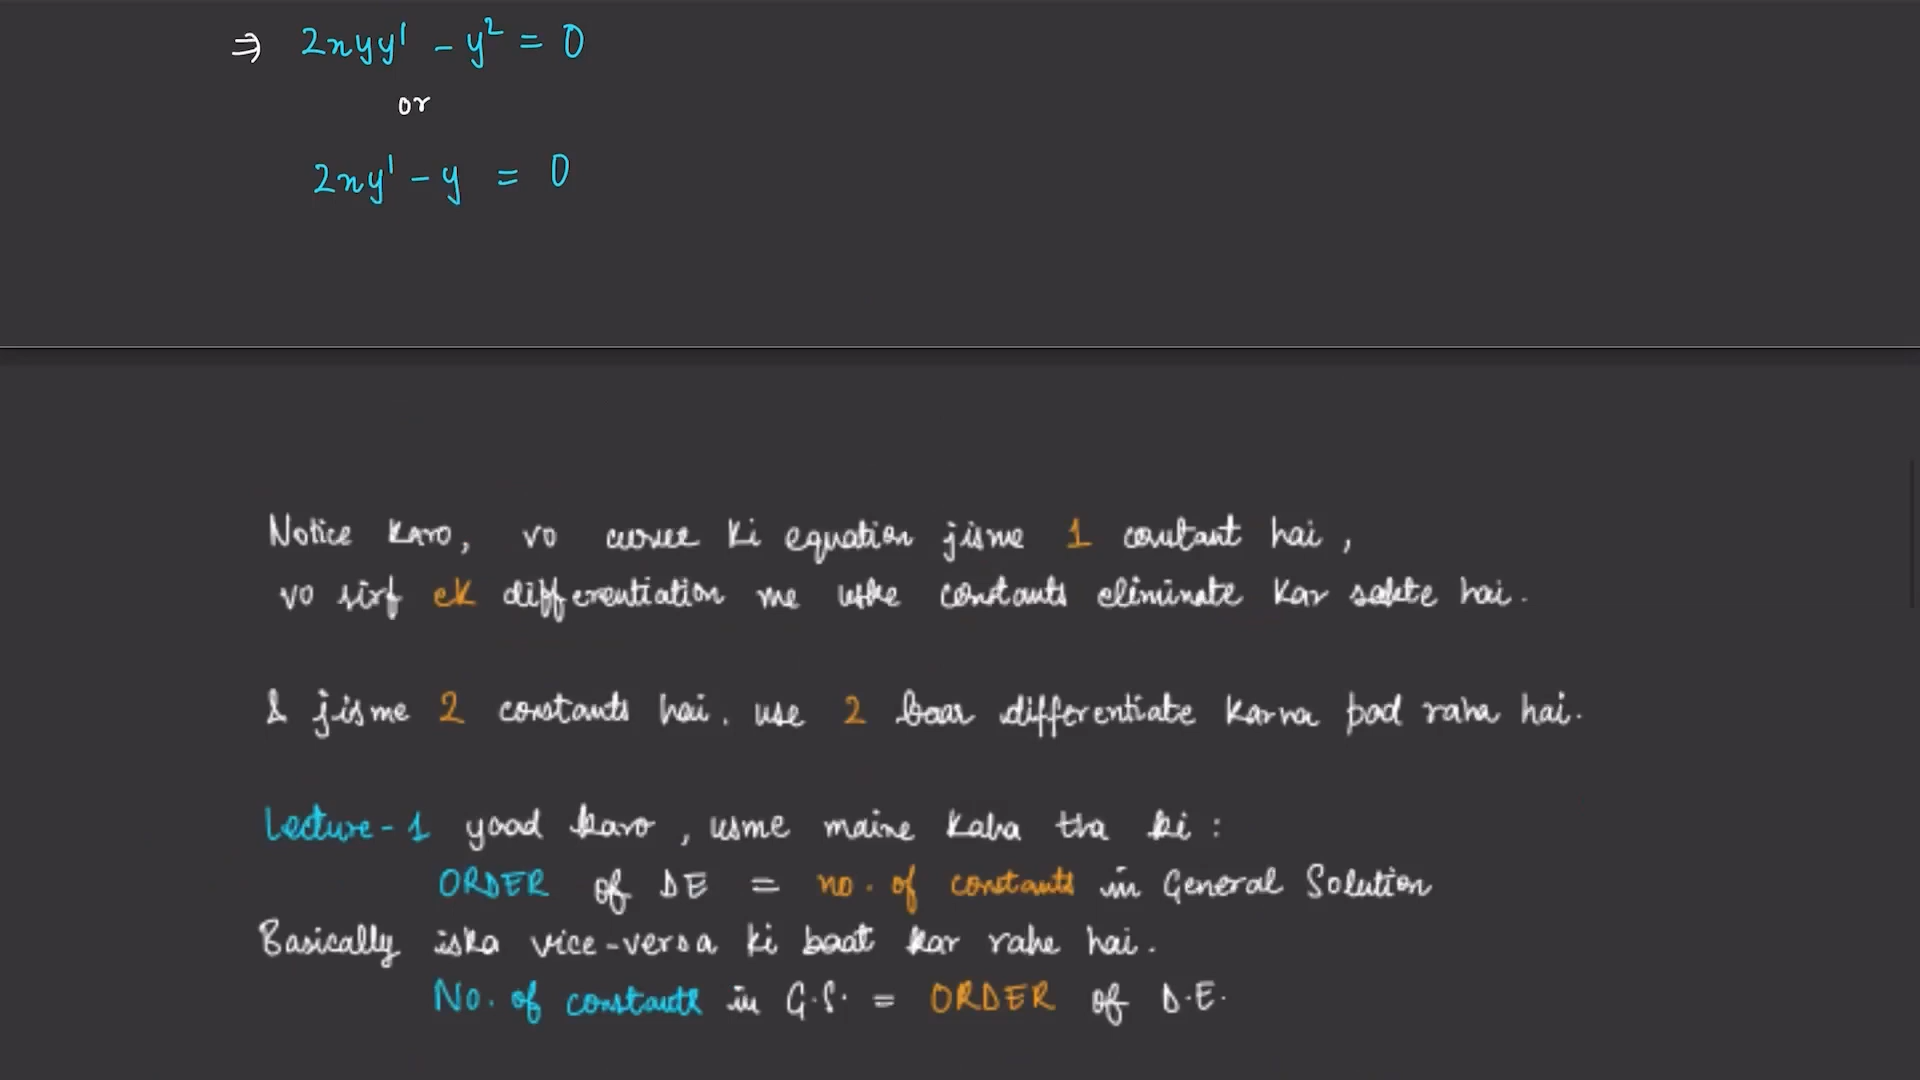 ⇒ 2xyy' - y² = 0
or
2xy' - y = 0
Notice Karo, vo curve Ki equation jisme 1 constant hai,
vo sirf ek differentiation me uske constants eliminate kar sakte hai.
& jisme 2 constants hai. use 2 baar differentiate Karna pad raha hai.
Lecture-1 yaad karo, usme maine Kaha tha ki :
ORDER of DE = no. of constants in General Solution
Basically iska vice-versa ki baat kar rahe hai.
No. of constants in G.S. = ORDER of D.E.